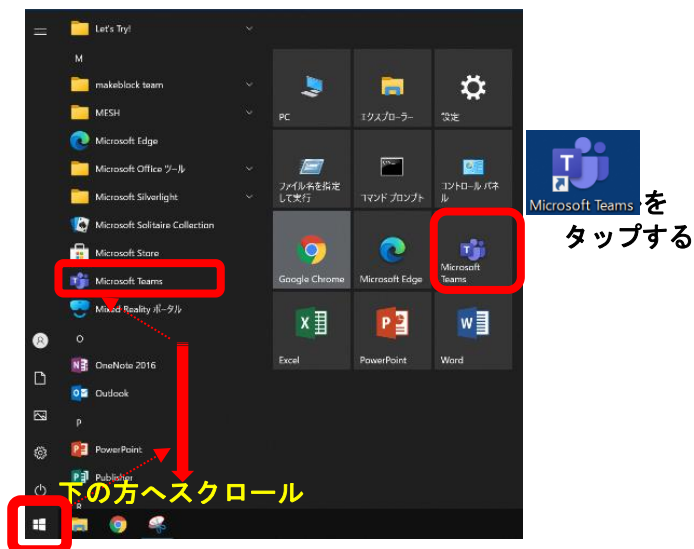 Let's Try!
M
makeblock team
MESH
Microsoft Edge
Microsoft Office ツール
Microsoft Silverlight
Microsoft Solitaire Collection
Microsoft Store
Microsoft Teams
Mixed Reality ポータル
O
OneNote 2016
Outlook
P
PowerPoint
Publisher
R
下の方へスクロール
PC
エクスプローラー
設定
ファイル名を指定
して実行
コマンド プロンプト
コントロール パネ
ル
Google Chrome
Microsoft Edge
Microsoft
Teams
Excel
PowerPoint
Word
Microsoft Teams
を
タップする